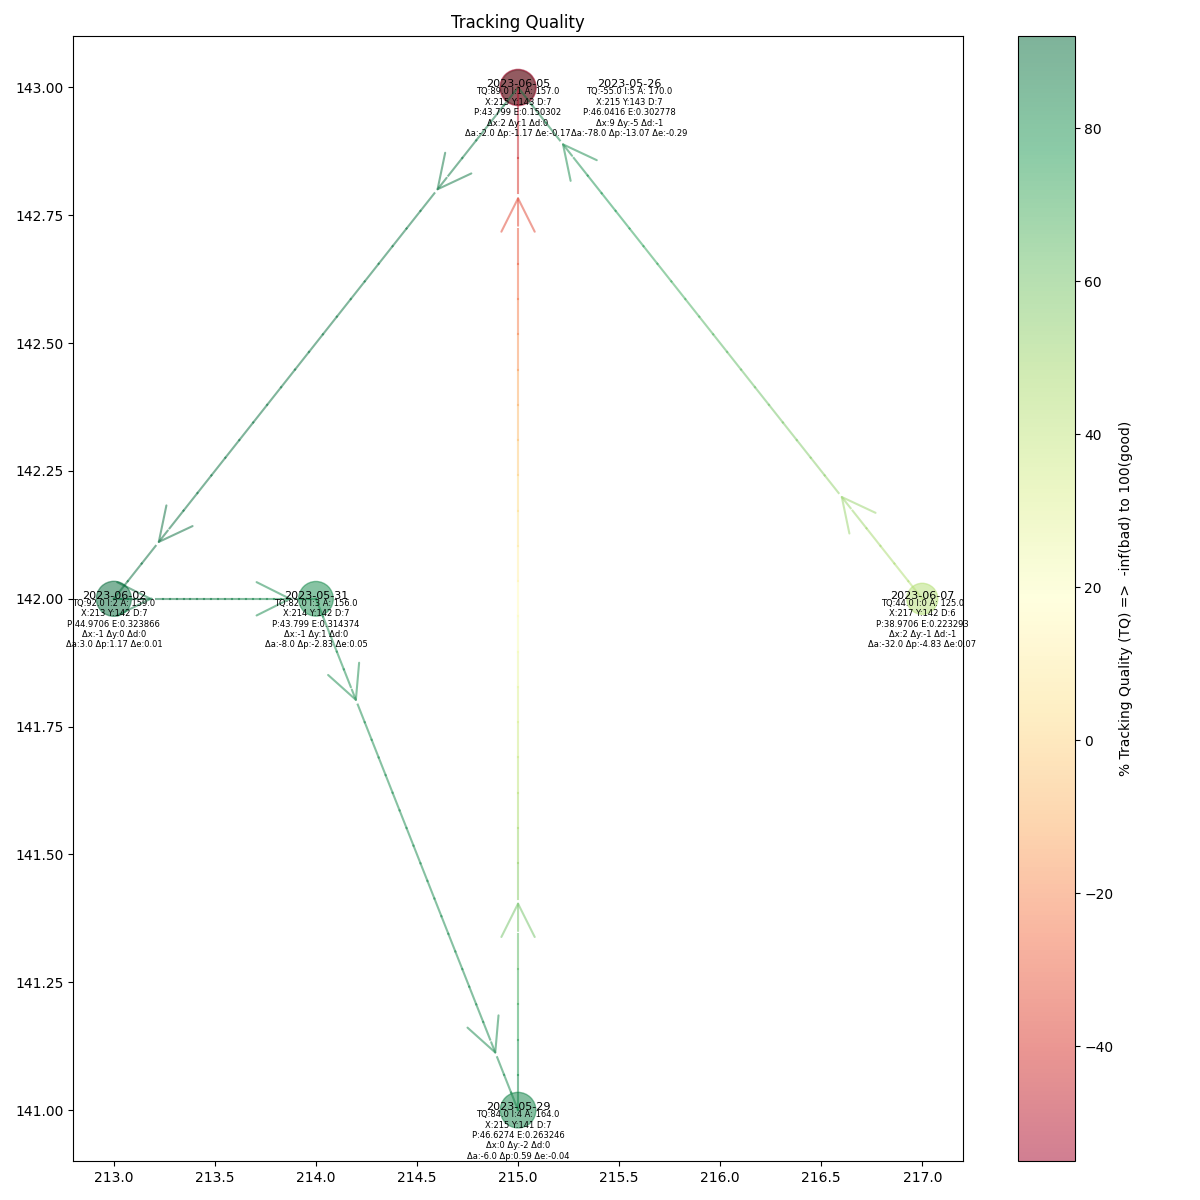 Tracking Quality
143.00
142.75
142.50
142.25
142.00
141.75
141.50
141.25
141.00
2023-06-05
TQ:89.0 I:1 A: 157.0
X:215 Y:143 D:7
P:43.799 E:0.150302
Δx:2 Δy:1 Δd:0
Δa:-2.0 Δp:-1.17 Δe:-0.17
2023-05-26
TQ:-55.0 I:5 A: 170.0
X:215 Y:143 D:7
P:46.0416 E:0.302778
Δx:9 Δy:-5 Δd:-1
Δa:-78.0 Δp:-13.07 Δe:-0.29
2023-06-02
TQ:92.0 I:2 A: 159.0
X:213 Y:142 D:7
P:44.9706 E:0.323866
Δx:-1 Δy:0 Δd:0
Δa:3.0 Δp:1.17 Δe:0.01
2023-05-31
TQ:82.0 I:3 A: 156.0
X:214 Y:142 D:7
P:43.799 E:0.314374
Δx:-1 Δy:1 Δd:0
Δa:-8.0 Δp:-2.83 Δe:0.05
2023-06-07
TQ:44.0 I:0 A: 125.0
X:217 Y:142 D:6
P:38.9706 E:0.223293
Δx:2 Δy:-1 Δd:-1
Δa:-32.0 Δp:-4.83 Δe:0.07
2023-05-29
TQ:84.0 I:4 A: 164.0
X:215 Y:141 D:7
P:46.6274 E:0.263246
Δx:0 Δy:-2 Δd:0
Δa:-6.0 Δp:0.59 Δe:-0.04
213.0 213.5 214.0 214.5 215.0 215.5 216.0 216.5 217.0
80
60
40
20
0
−20
−40
% Tracking Quality (TQ) => -inf(bad) to 100(good)